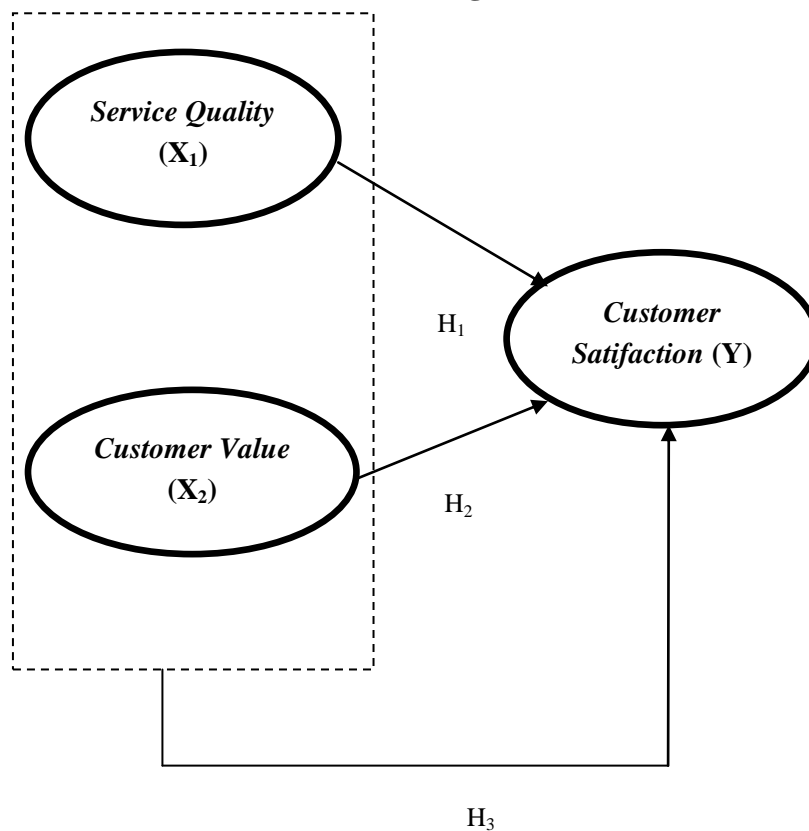 Service Quality
(X₁)
H₁
Customer
Satifaction (Y)
Customer Value
(X₂)
H₂
H₃